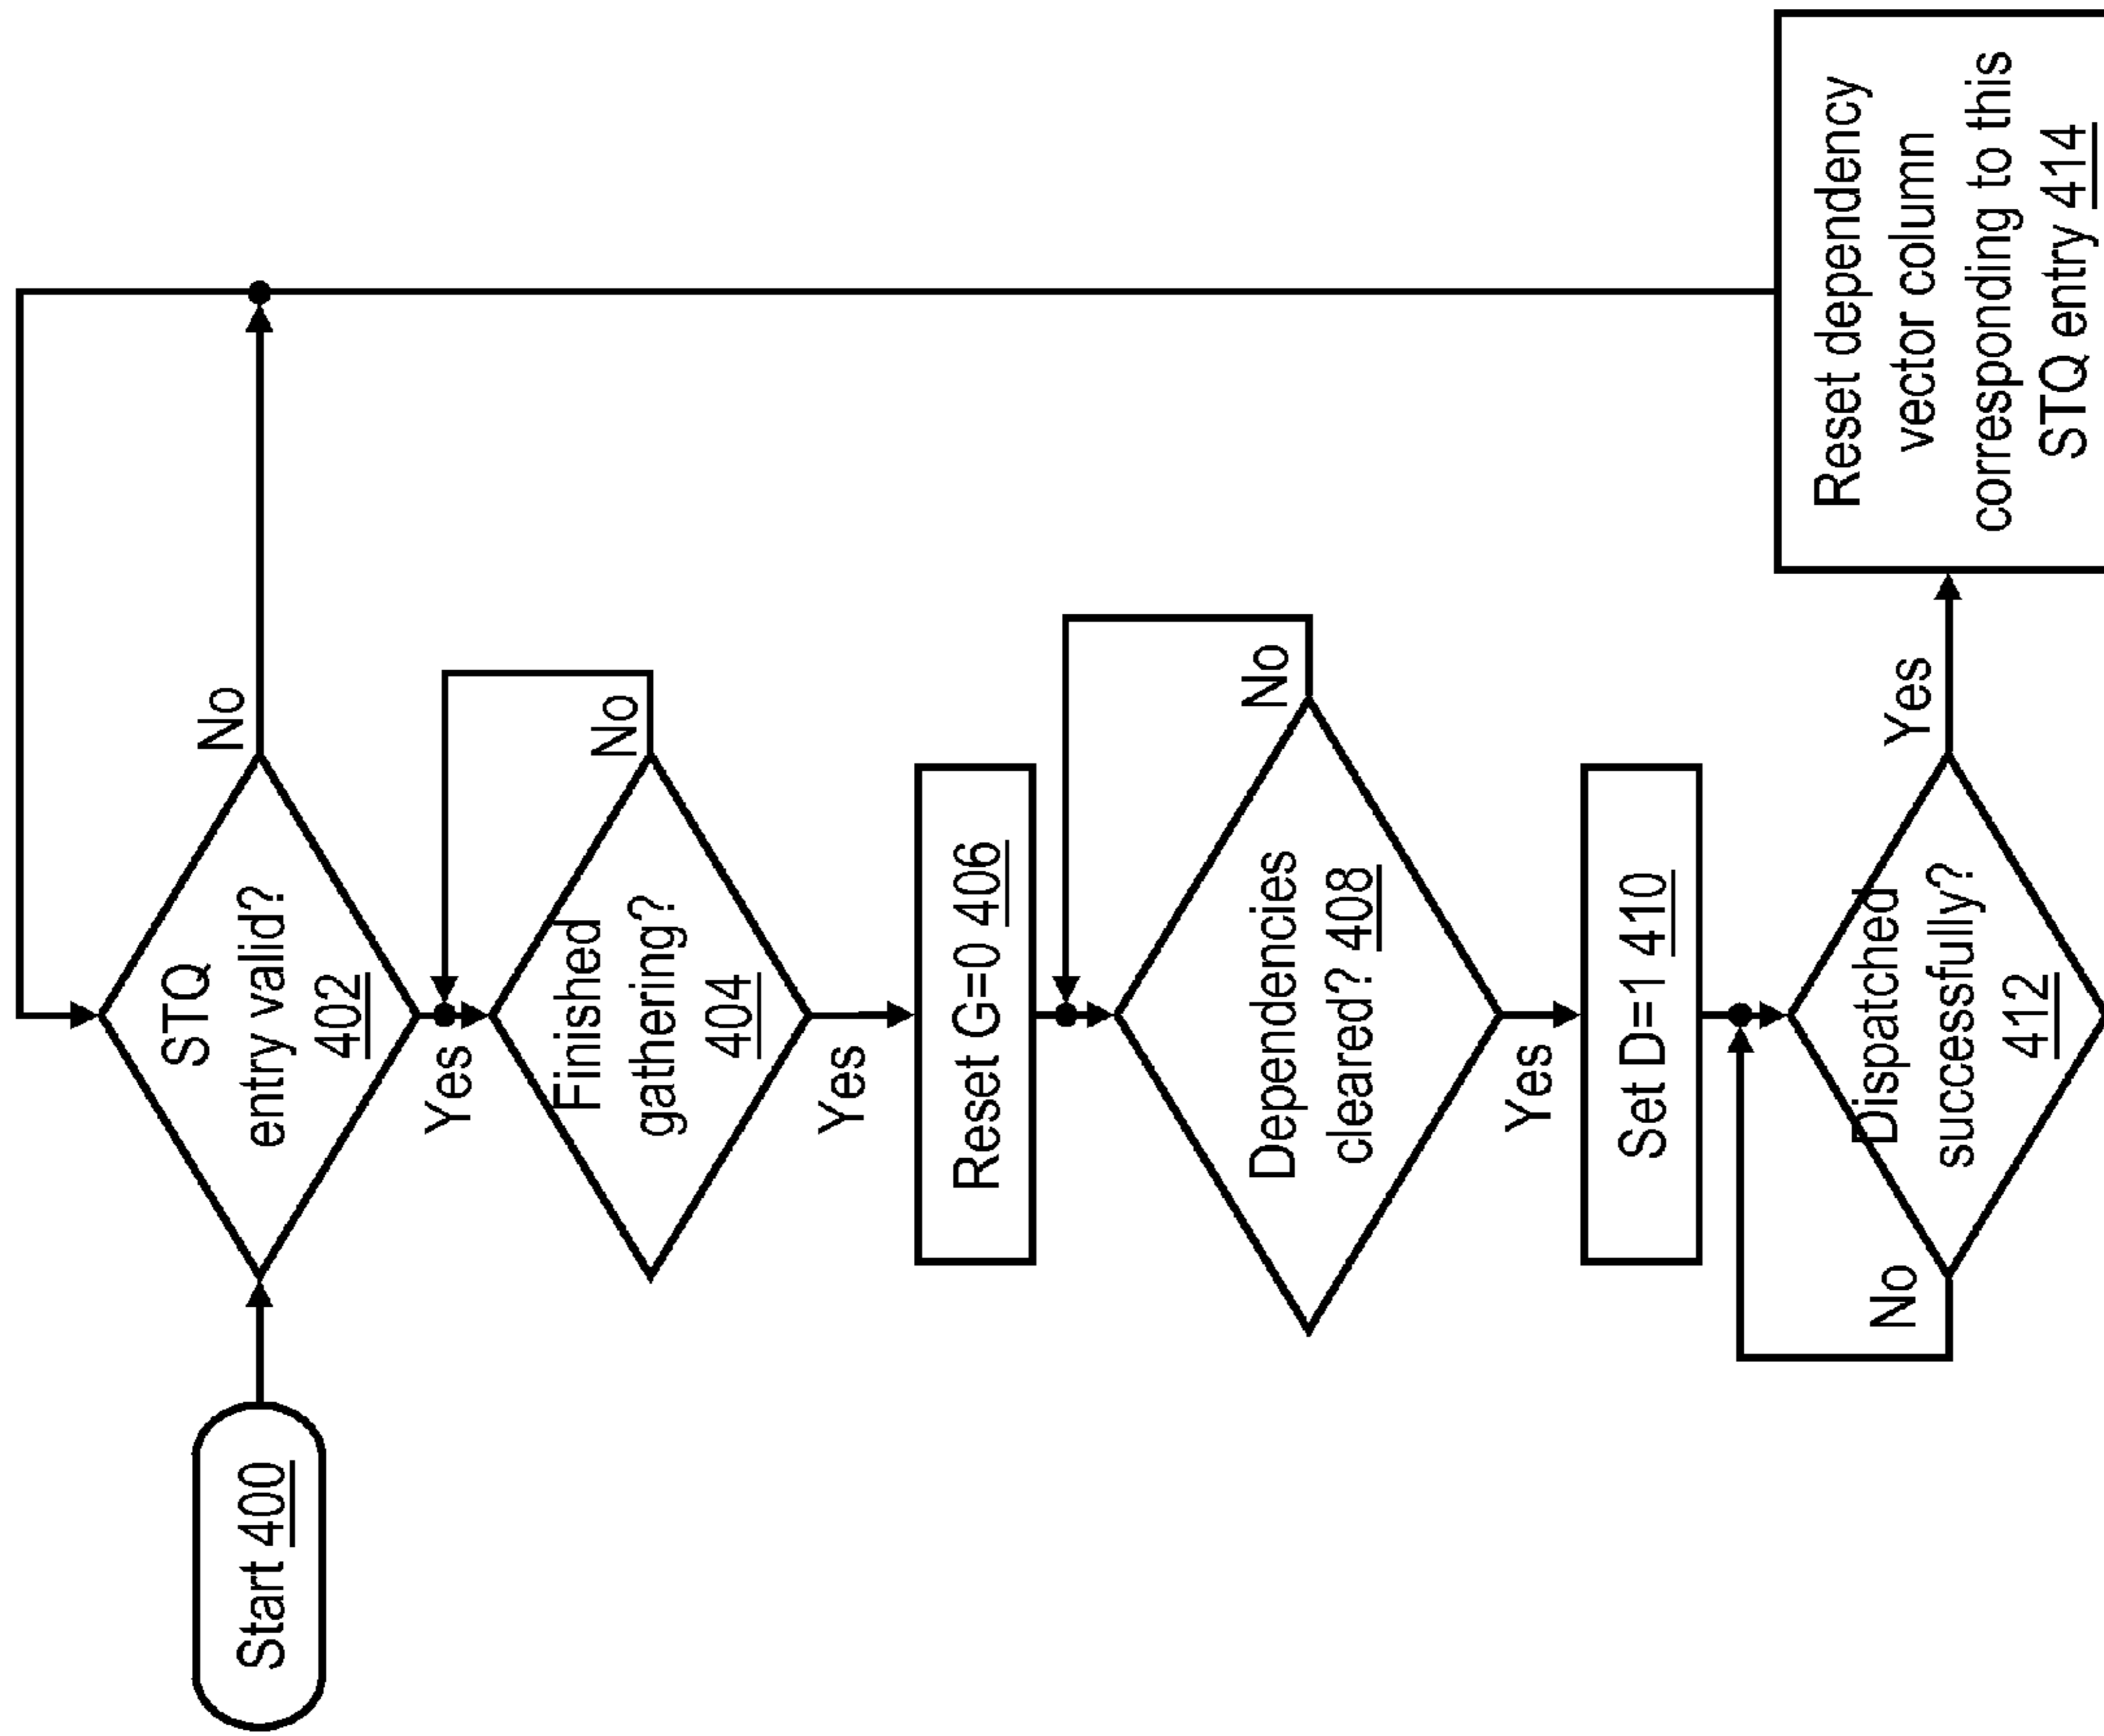 Start 400
STQ
entry valid?
402
No
Yes
Finished
gathering?
404
No
Yes
Reset G=0 406
Dependencies
cleared? 408
No
Yes
Set D=1 410
Dispatched
successfully?
412
No
Yes
Reset dependency
vector column
corresponding to this
STQ entry 414